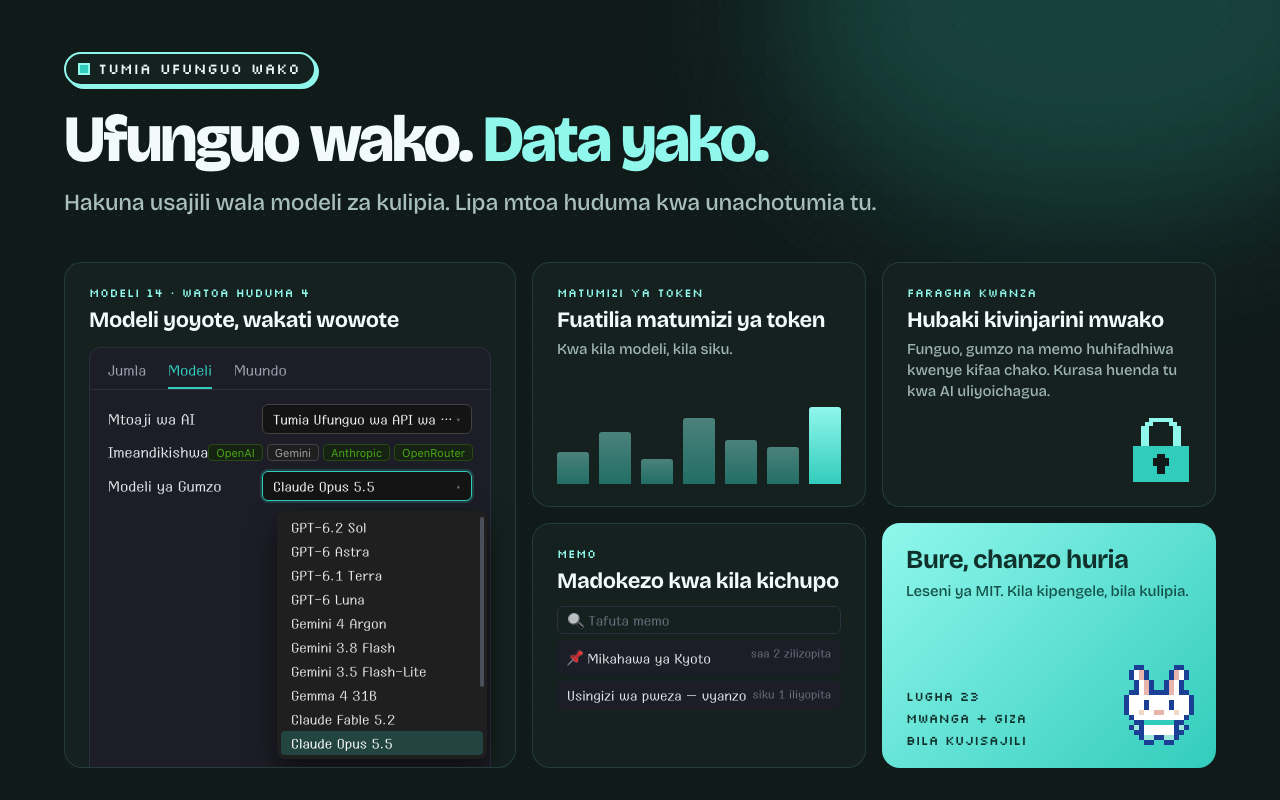 TUMIA UFUNGUO WAKO
Ufunguo wako. Data yako.
Hakuna usajili wala modeli za kulipia. Lipa mtoa huduma kwa unachotumia tu.
MODELI 14 · WATOA HUDUMA 4
Modeli yoyote, wakati wowote
Jumla Modeli Muundo
Mtoaji wa AI Tumia Ufunguo wa API wa ···
Imeandikishwa OpenAI Gemini Anthropic OpenRouter
Modeli ya Gumzo Claude Opus 5.5
GPT-6.2 Sol
GPT-6 Astra
GPT-6.1 Terra
GPT-6 Luna
Gemini 4 Argon
Gemini 3.8 Flash
Gemini 3.5 Flash-Lite
Gemma 4 31B
Claude Fable 5.2
Claude Opus 5.5
MATUMIZI YA TOKEN
Fuatilia matumizi ya token
Kwa kila modeli, kila siku.
FARAGHA KWANZA
Hubaki kivinjarini mwako
Funguo, gumzo na memo huhifadhiwa
kwenye kifaa chako. Kurasa huenda tu
kwa AI uliyoichagua.
MEMO
Madokezo kwa kila kichupo
Tafuta memo
Mikahawa ya Kyoto saa 2 zilizopita
Usingizi wa pweza — vyanzo siku 1 iliyopita
Bure, chanzo huria
Leseni ya MIT. Kila kipengele, bila kulipia.
LUGHA 23
MWANGA + GIZA
BILA KUJISAJILI